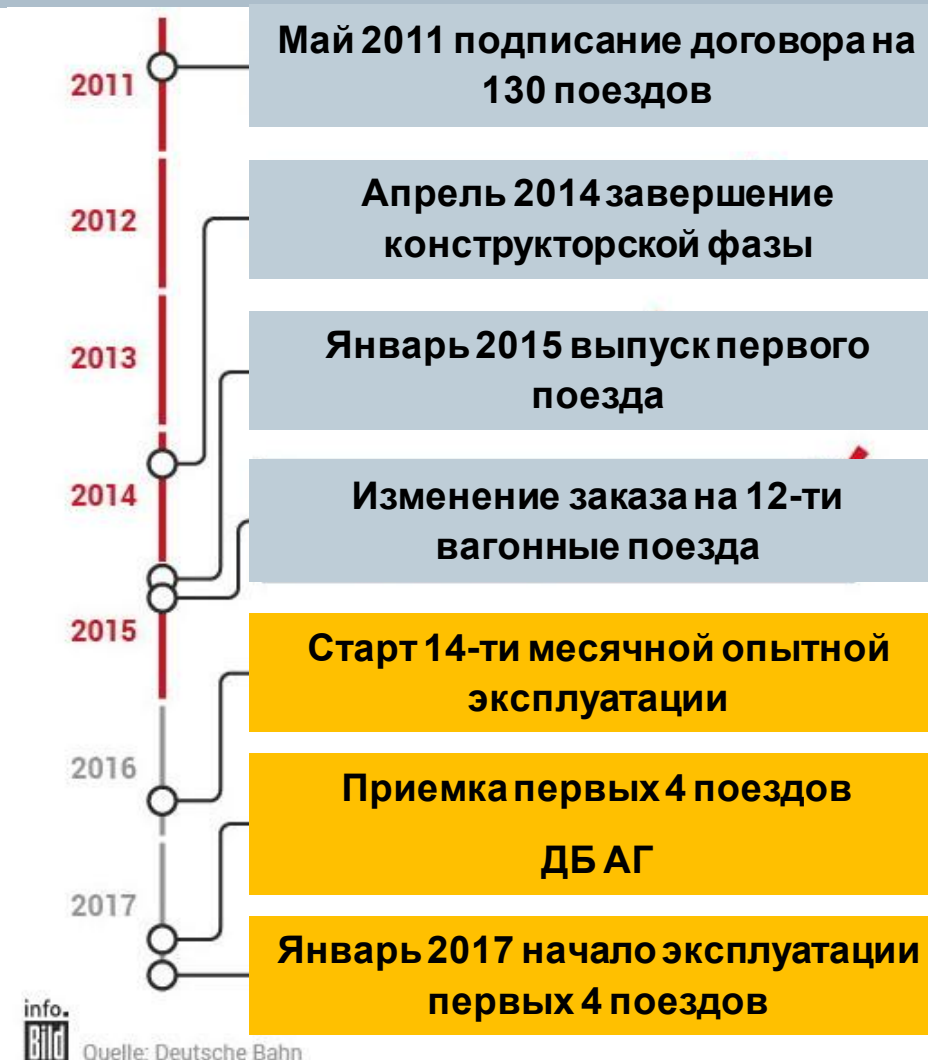 Май 2011 подписание договора на
130 поездов
2011
Апрель 2014 завершение
конструкторской фазы
2012
Январь 2015 выпуск первого
поезда
2013
Изменение заказа на 12-ти
вагонные поезда
2014
Старт 14-ти месячной опытной
эксплуатации
2015
Приемка первых 4 поездов
ДБ АГ
2016
Январь 2017 начало эксплуатации
первых 4 поездов
2017
info.
Bild
Quelle: Deutsche Bahn